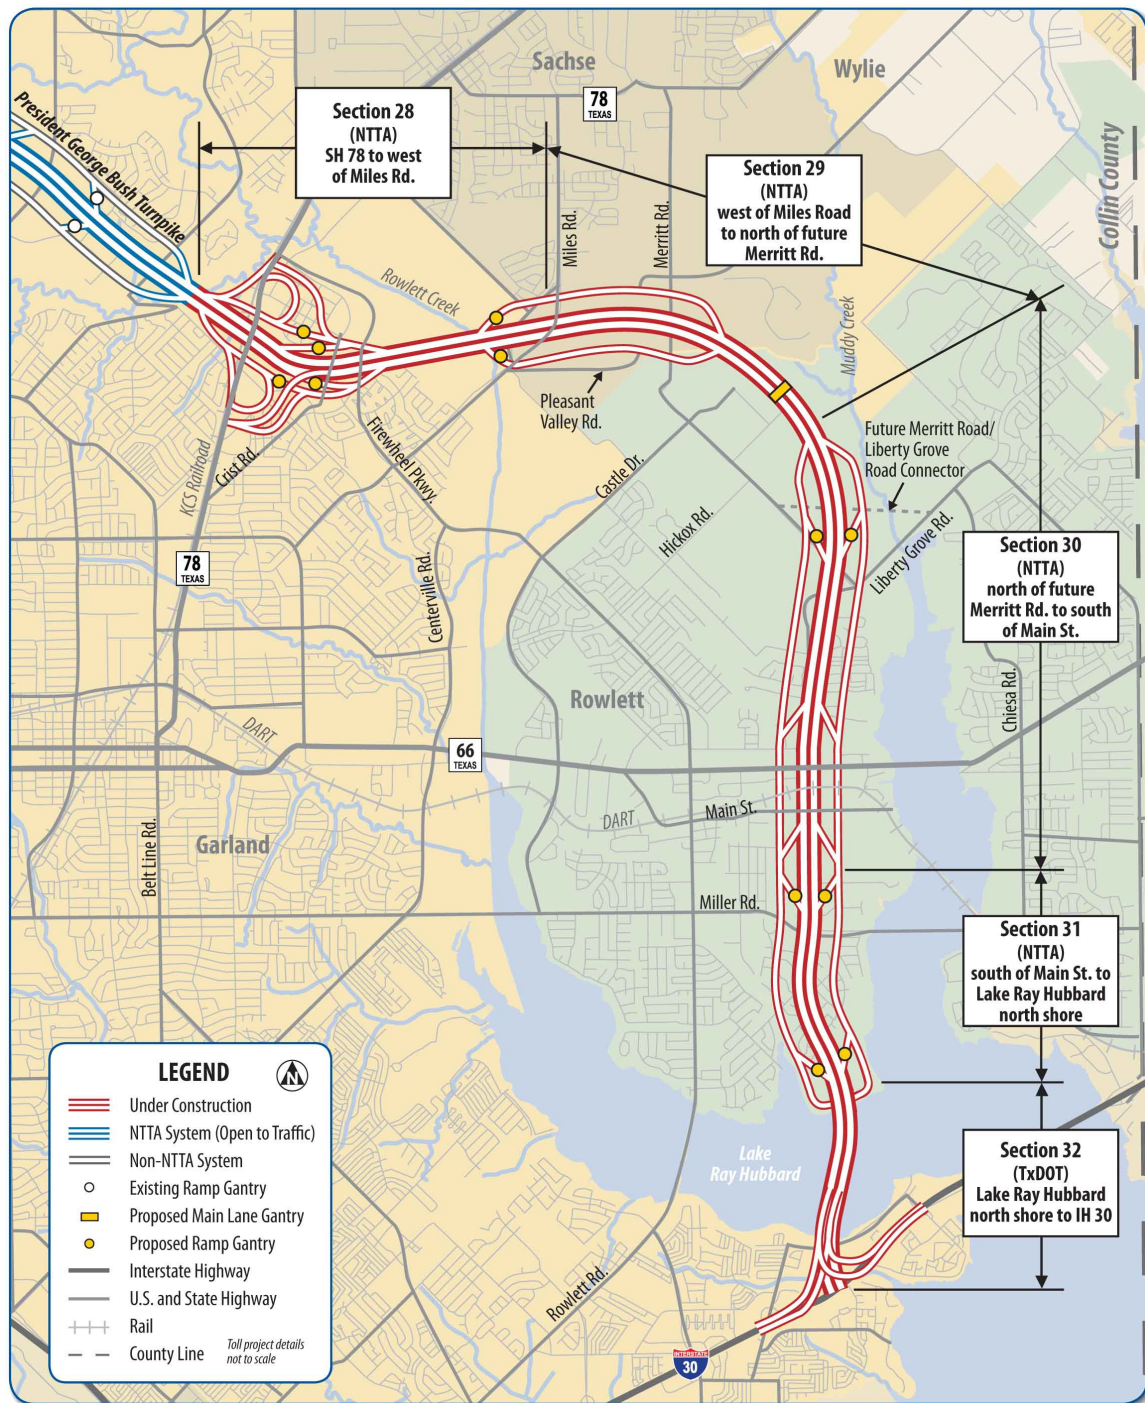 Sachse
Wylie
78
TEXAS
Section 28
(NTTA)
SH 78 to west
of Miles Rd.
Section 29
(NTTA)
west of Miles Road
to north of future
Merritt Rd.
President George Bush Turnpike
Collin County
Miles Rd.
Merritt Rd.
Rowlett Creek
Muddy Creek
Pleasant
Valley Rd.
Future Merritt Road/
Liberty Grove
Road Connector
KCS Railroad
Crist Rd.
Firewheel Pkwy.
Castle Dr.
Hickox Rd.
Liberty Grove Rd.
78
TEXAS
Centerville Rd.
Section 30
(NTTA)
north of future
Merritt Rd. to south
of Main St.
Rowlett
Chiesa Rd.
DART
66
TEXAS
DART
Main St.
Garland
Belt Line Rd.
Miller Rd.
Section 31
(NTTA)
south of Main St. to
Lake Ray Hubbard
north shore
Lake
Ray Hubbard
Section 32
(TxDOT)
Lake Ray Hubbard
north shore to IH 30
Rowlett Rd.
INTERSTATE
30
LEGEND
N
Under Construction
NTTA System (Open to Traffic)
Non-NTTA System
Existing Ramp Gantry
Proposed Main Lane Gantry
Proposed Ramp Gantry
Interstate Highway
U.S. and State Highway
Rail
County Line
Toll project details
not to scale